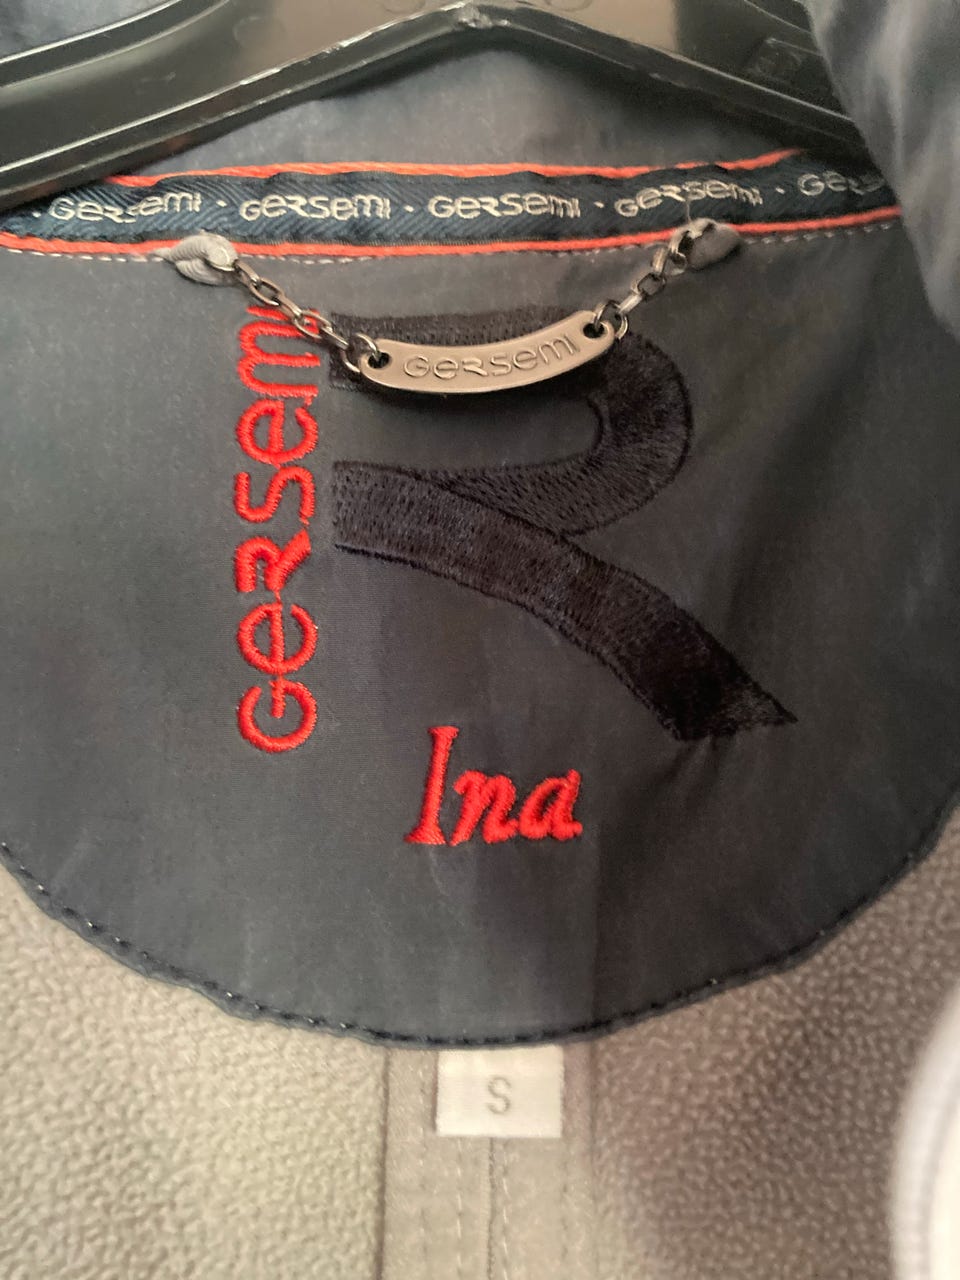 GERSEMI · GERSEMI · GERSEMI · GERSEMI · GE
GERSEMI
GERSEMI
R
Ina
S